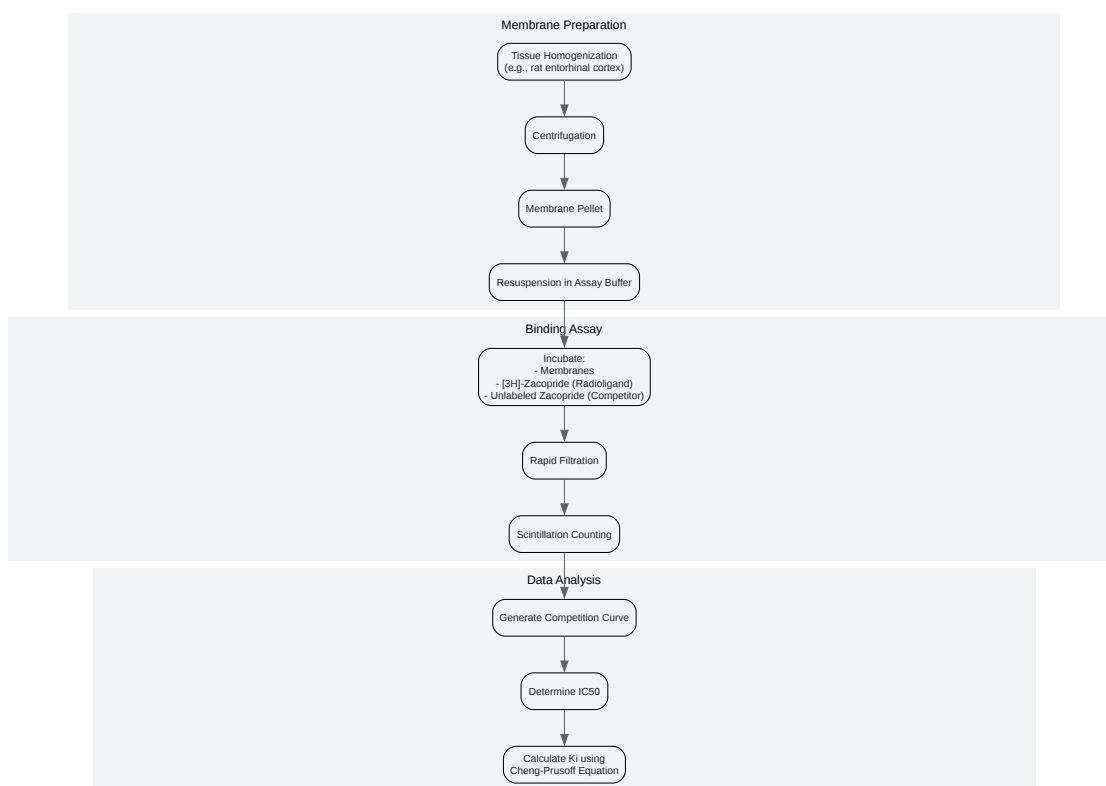 Membrane Preparation
Tissue Homogenization
(e.g., rat entorhinal cortex)
Centrifugation
Membrane Pellet
Resuspension in Assay Buffer
Binding Assay
Incubate:
- Membranes
- [3H]-Zacopride (Radioligand)
- Unlabeled Zacopride (Competitor)
Rapid Filtration
Scintillation Counting
Data Analysis
Generate Competition Curve
Determine IC50
Calculate Ki using
Cheng-Prusoff Equation